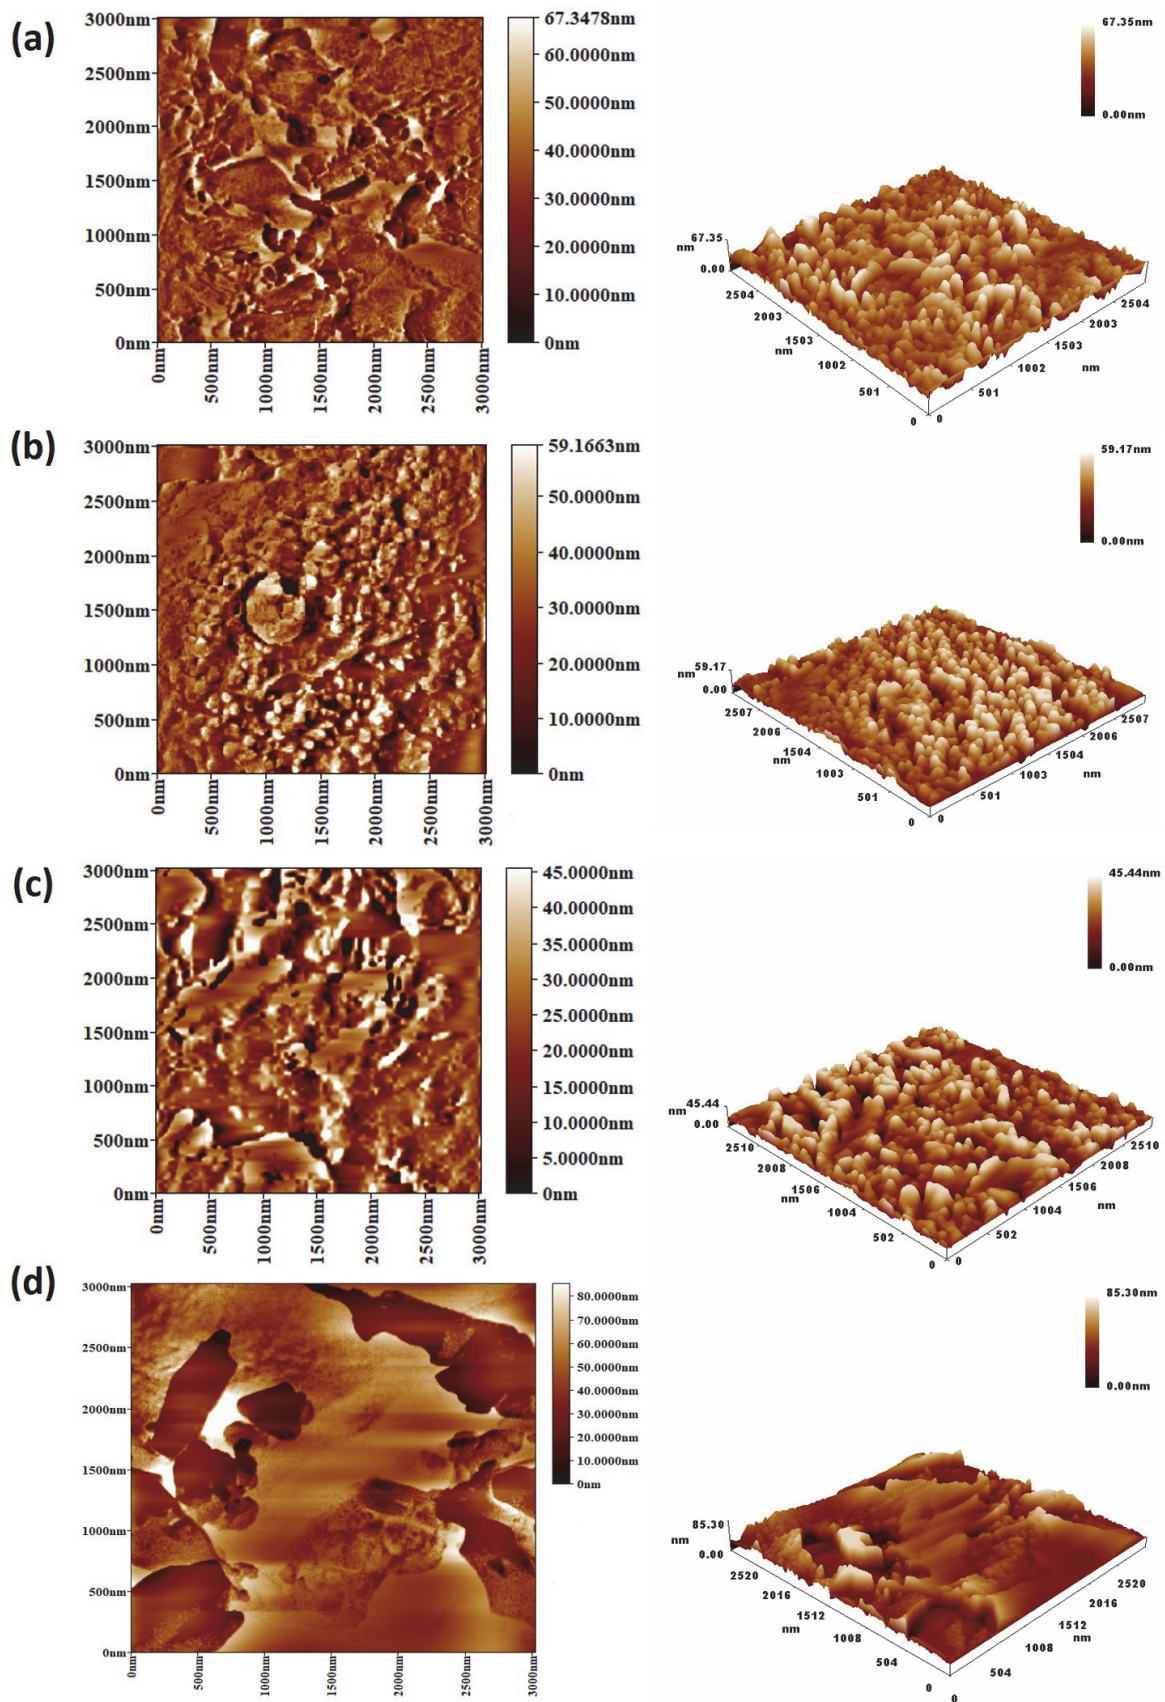 (a)
3000nm
2500nm
2000nm
1500nm
1000nm
500nm
0nm
0nm
500nm
1000nm
1500nm
2000nm
2500nm
3000nm
67.3478nm
60.0000nm
50.0000nm
40.0000nm
30.0000nm
20.0000nm
10.0000nm
0nm
67.35nm
0.00nm
67.35
nm
0.00
2504
2003
1503
nm
1002
501
0
0
501
1002
nm
1503
2003
2504
(b)
3000nm
2500nm
2000nm
1500nm
1000nm
500nm
0nm
0nm
500nm
1000nm
1500nm
2000nm
2500nm
3000nm
59.1663nm
50.0000nm
40.0000nm
30.0000nm
20.0000nm
10.0000nm
0nm
59.17nm
0.00nm
59.17
nm
0.00
2507
2006
1504
nm
1003
501
0
0
501
1003
nm
1504
2006
2507
(c)
3000nm
2500nm
2000nm
1500nm
1000nm
500nm
0nm
0nm
500nm
1000nm
1500nm
2000nm
2500nm
3000nm
45.0000nm
40.0000nm
35.0000nm
30.0000nm
25.0000nm
20.0000nm
15.0000nm
10.0000nm
5.0000nm
0nm
45.44nm
0.00nm
45.44
nm
0.00
2510
2008
1506
nm
1004
502
0
0
502
1004
nm
1506
2008
2510
(d)
3000nm
2500nm
2000nm
1500nm
1000nm
500nm
0nm
0nm
500nm
1000nm
1500nm
2000nm
2500nm
3000nm
80.0000nm
70.0000nm
60.0000nm
50.0000nm
40.0000nm
30.0000nm
20.0000nm
10.0000nm
0nm
85.30nm
0.00nm
85.30
nm
0.00
2520
2016
1512
nm
1008
504
0
0
504
1008
nm
1512
2016
2520